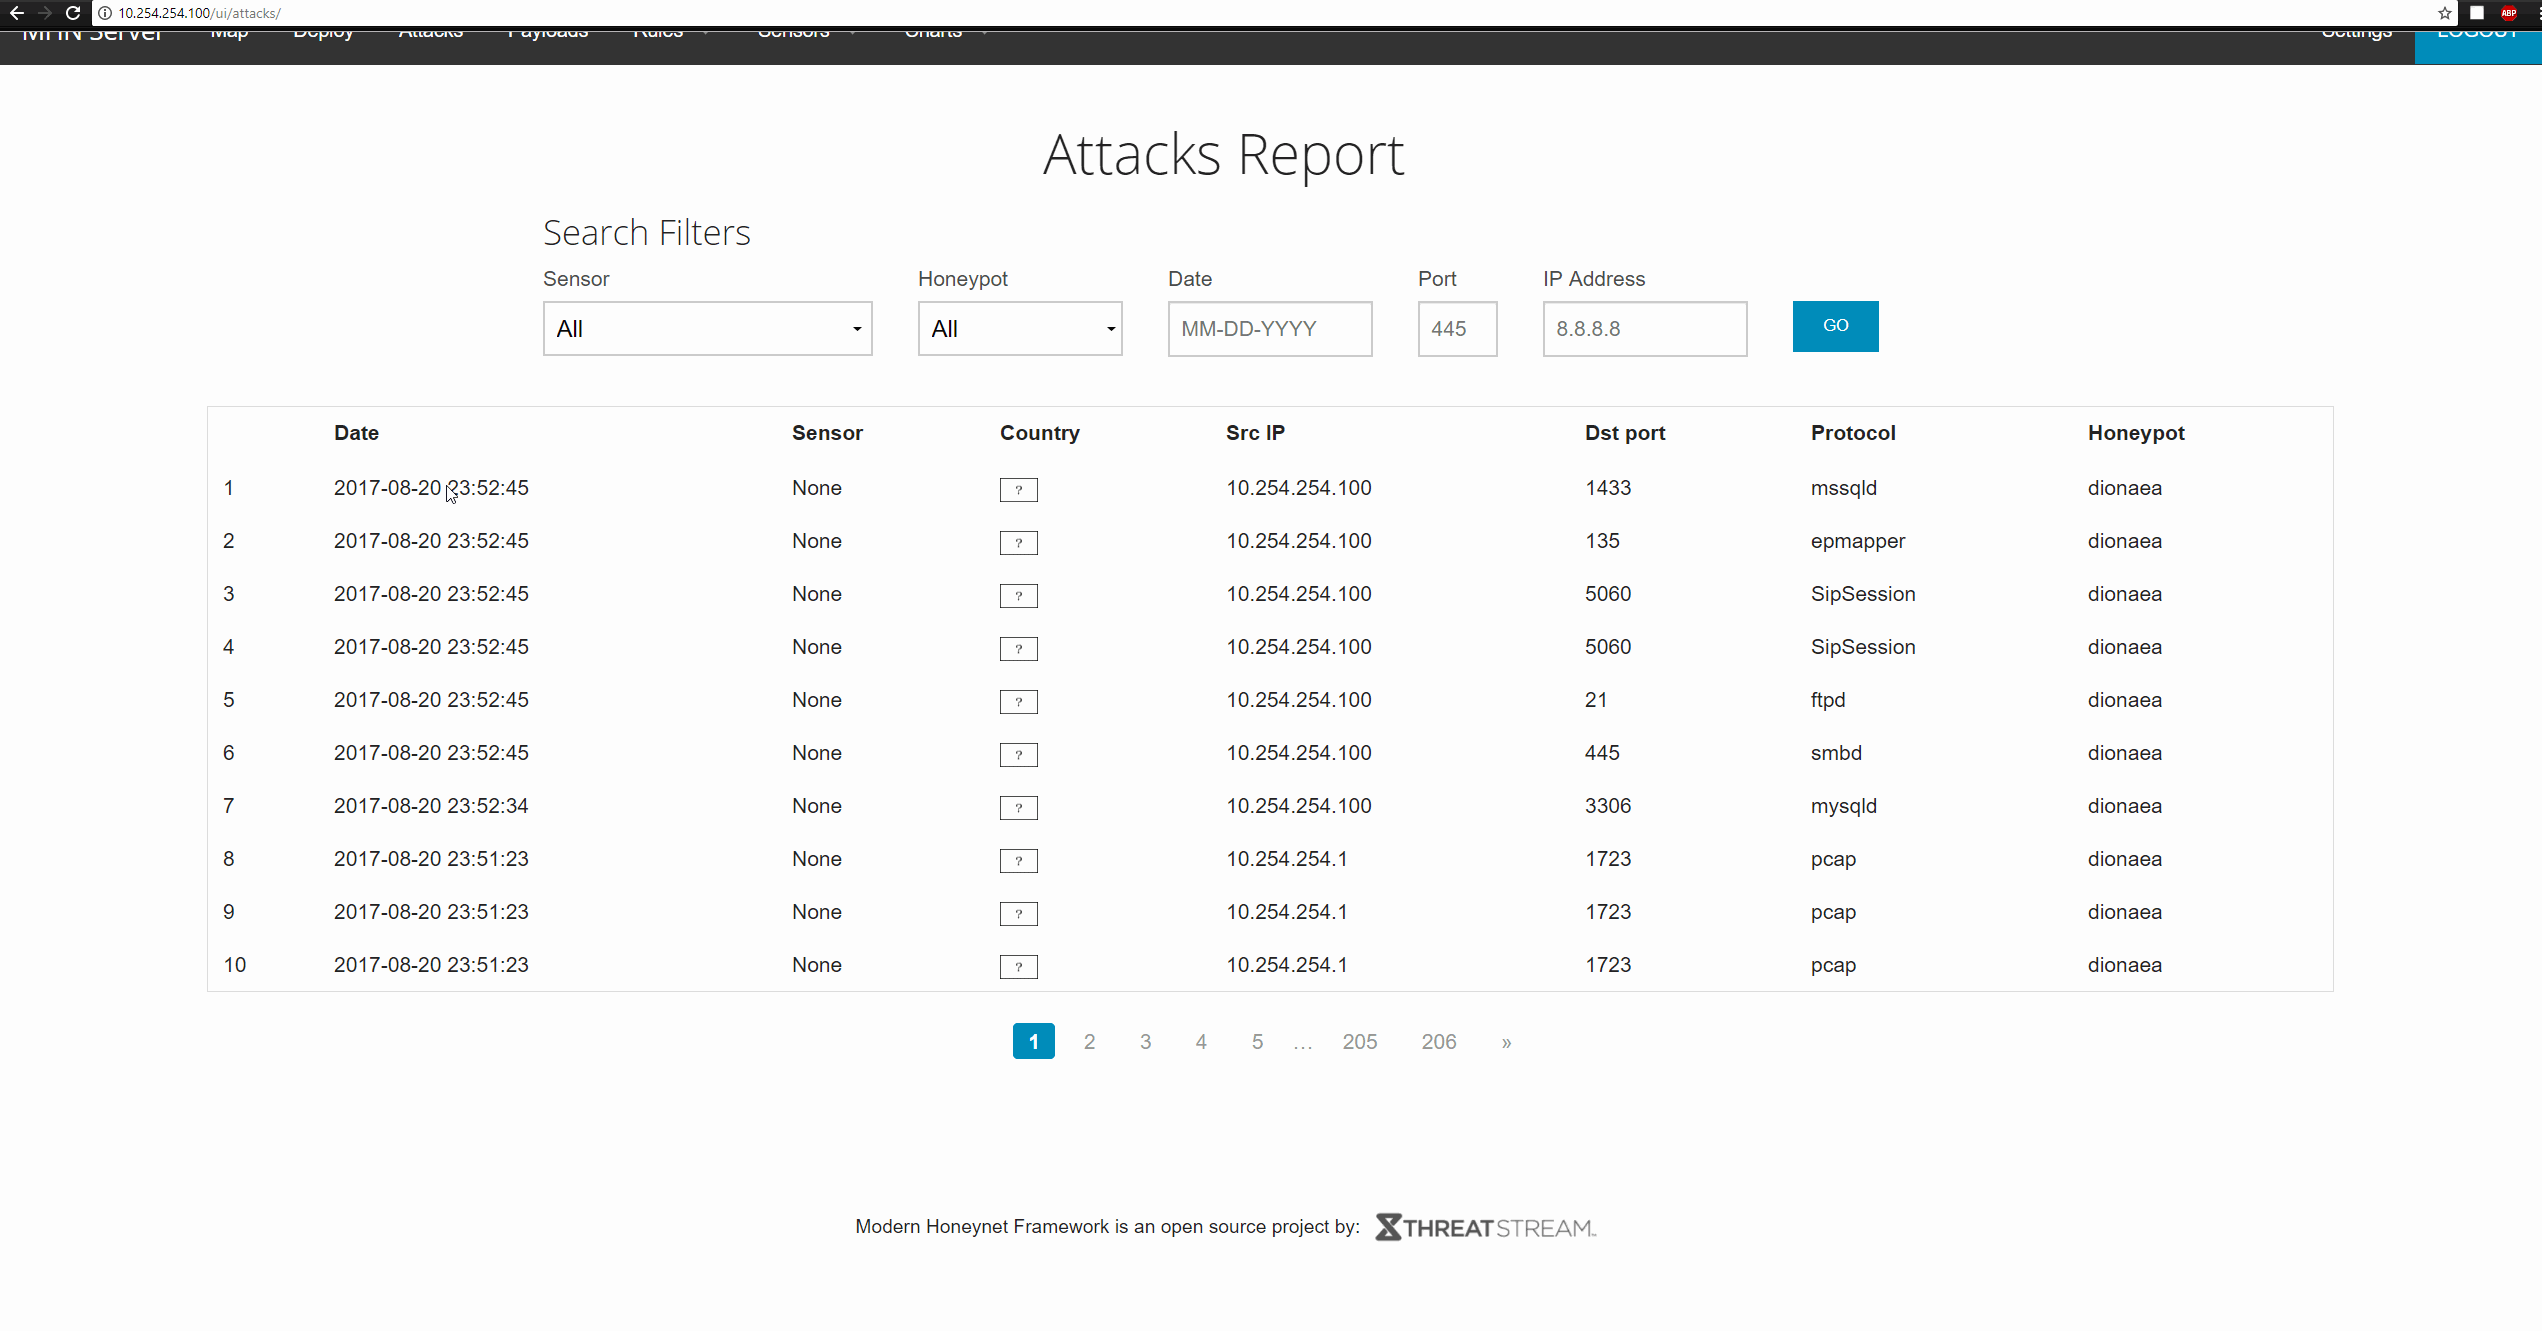 10.254.254.100/ui/attacks/
ABP
MHN Server Map Deploy Attacks Payloads Rules Sensors Charts Settings LOGOUT
Attacks Report
Search Filters
Sensor Honeypot Date Port IP Address
All All MM-DD-YYYY 445 8.8.8.8 GO
Date Sensor Country Src IP Dst port Protocol Honeypot
1 2017-08-20 23:52:45 None ? 10.254.254.100 1433 mssqld dionaea
2 2017-08-20 23:52:45 None ? 10.254.254.100 135 epmapper dionaea
3 2017-08-20 23:52:45 None ? 10.254.254.100 5060 SipSession dionaea
4 2017-08-20 23:52:45 None ? 10.254.254.100 5060 SipSession dionaea
5 2017-08-20 23:52:45 None ? 10.254.254.100 21 ftpd dionaea
6 2017-08-20 23:52:45 None ? 10.254.254.100 445 smbd dionaea
7 2017-08-20 23:52:34 None ? 10.254.254.100 3306 mysqld dionaea
8 2017-08-20 23:51:23 None ? 10.254.254.1 1723 pcap dionaea
9 2017-08-20 23:51:23 None ? 10.254.254.1 1723 pcap dionaea
10 2017-08-20 23:51:23 None ? 10.254.254.1 1723 pcap dionaea
1 2 3 4 5 … 205 206 »
Modern Honeynet Framework is an open source project by: THREATSTREAM